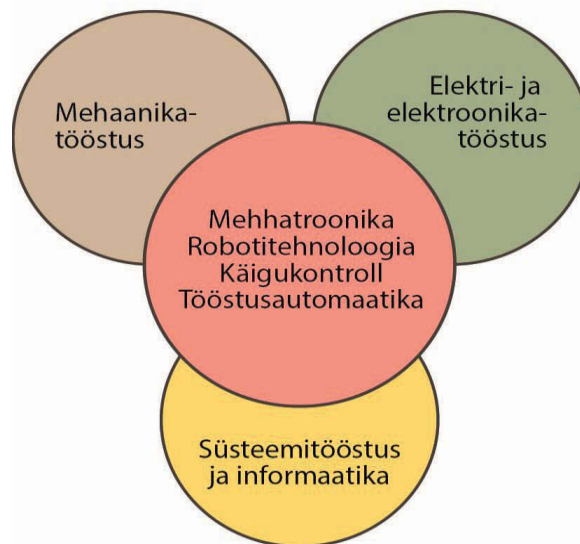 Mehaanika-
tööstus
Elektri- ja
elektroonika-
tööstus
Mehhatroonika
Robotitehnoloogia
Käigukontroll
Tööstusautomaatika
Süsteemitööstus
ja informaatika